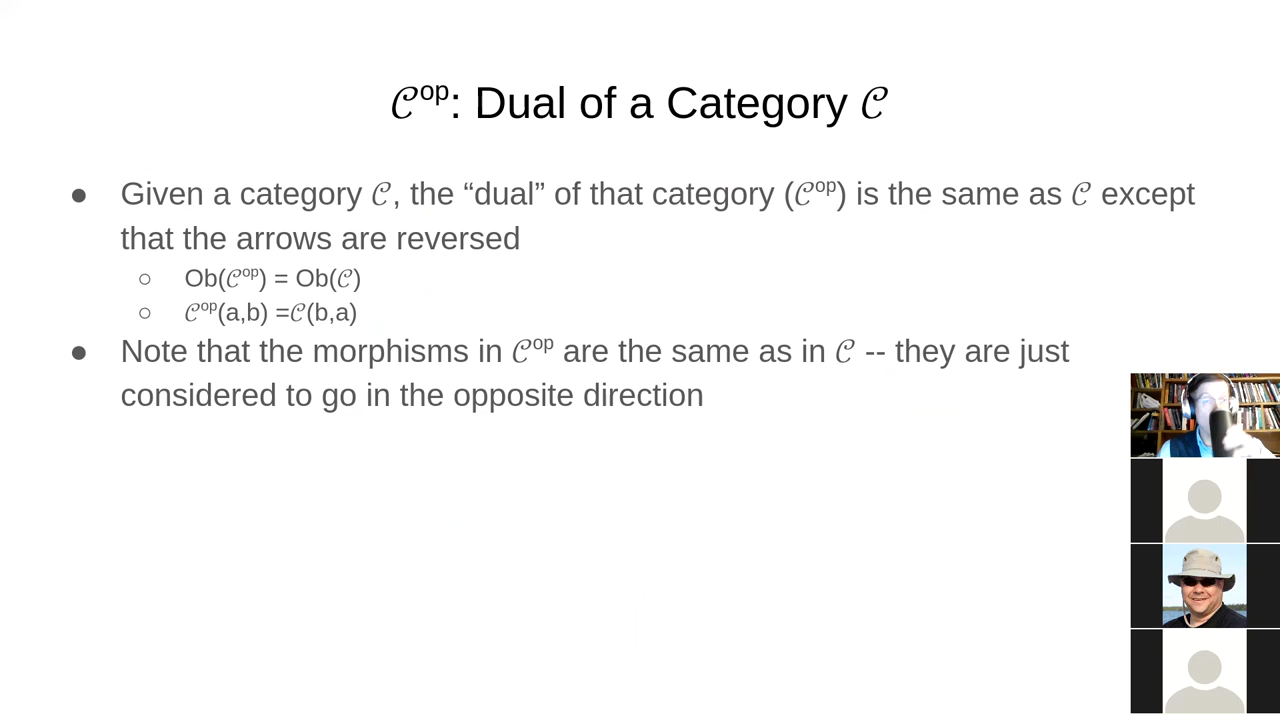 𝒞ᵒᵖ: Dual of a Category 𝒞
● Given a category 𝒞, the “dual” of that category (𝒞ᵒᵖ) is the same as 𝒞 except
that the arrows are reversed
○ Ob(𝒞ᵒᵖ) = Ob(𝒞)
○ 𝒞ᵒᵖ(a,b) =𝒞(b,a)
● Note that the morphisms in 𝒞ᵒᵖ are the same as in 𝒞 -- they are just
considered to go in the opposite direction